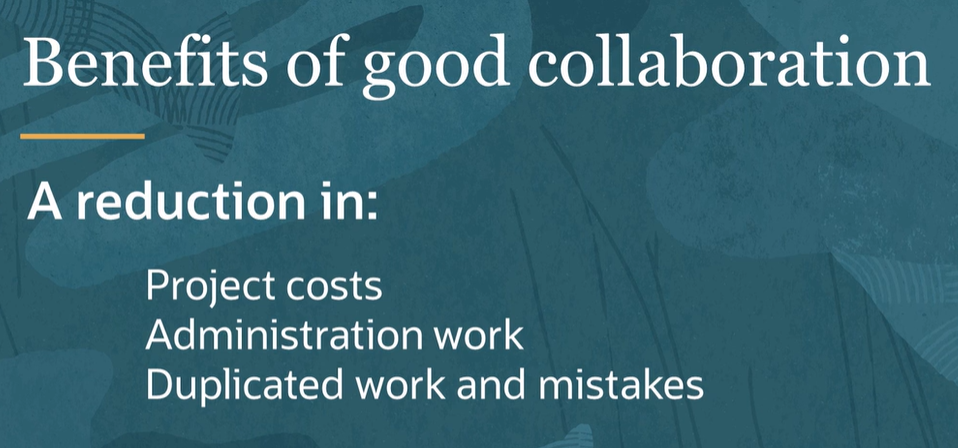 Benefits of good collaboration
A reduction in:
Project costs
Administration work
Duplicated work and mistakes